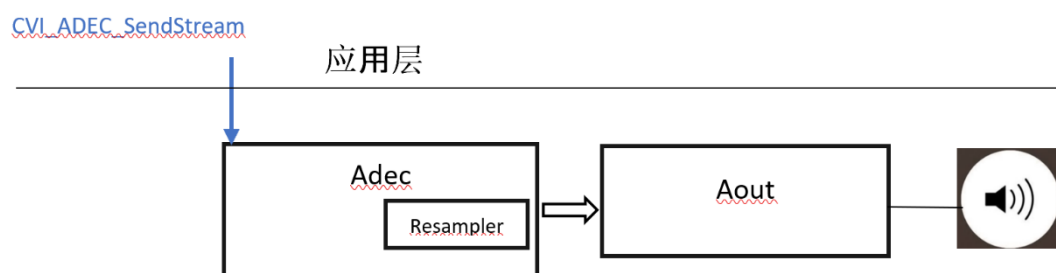 CVI_ADEC_SendStream
应用层
Adec
Resampler
Aout